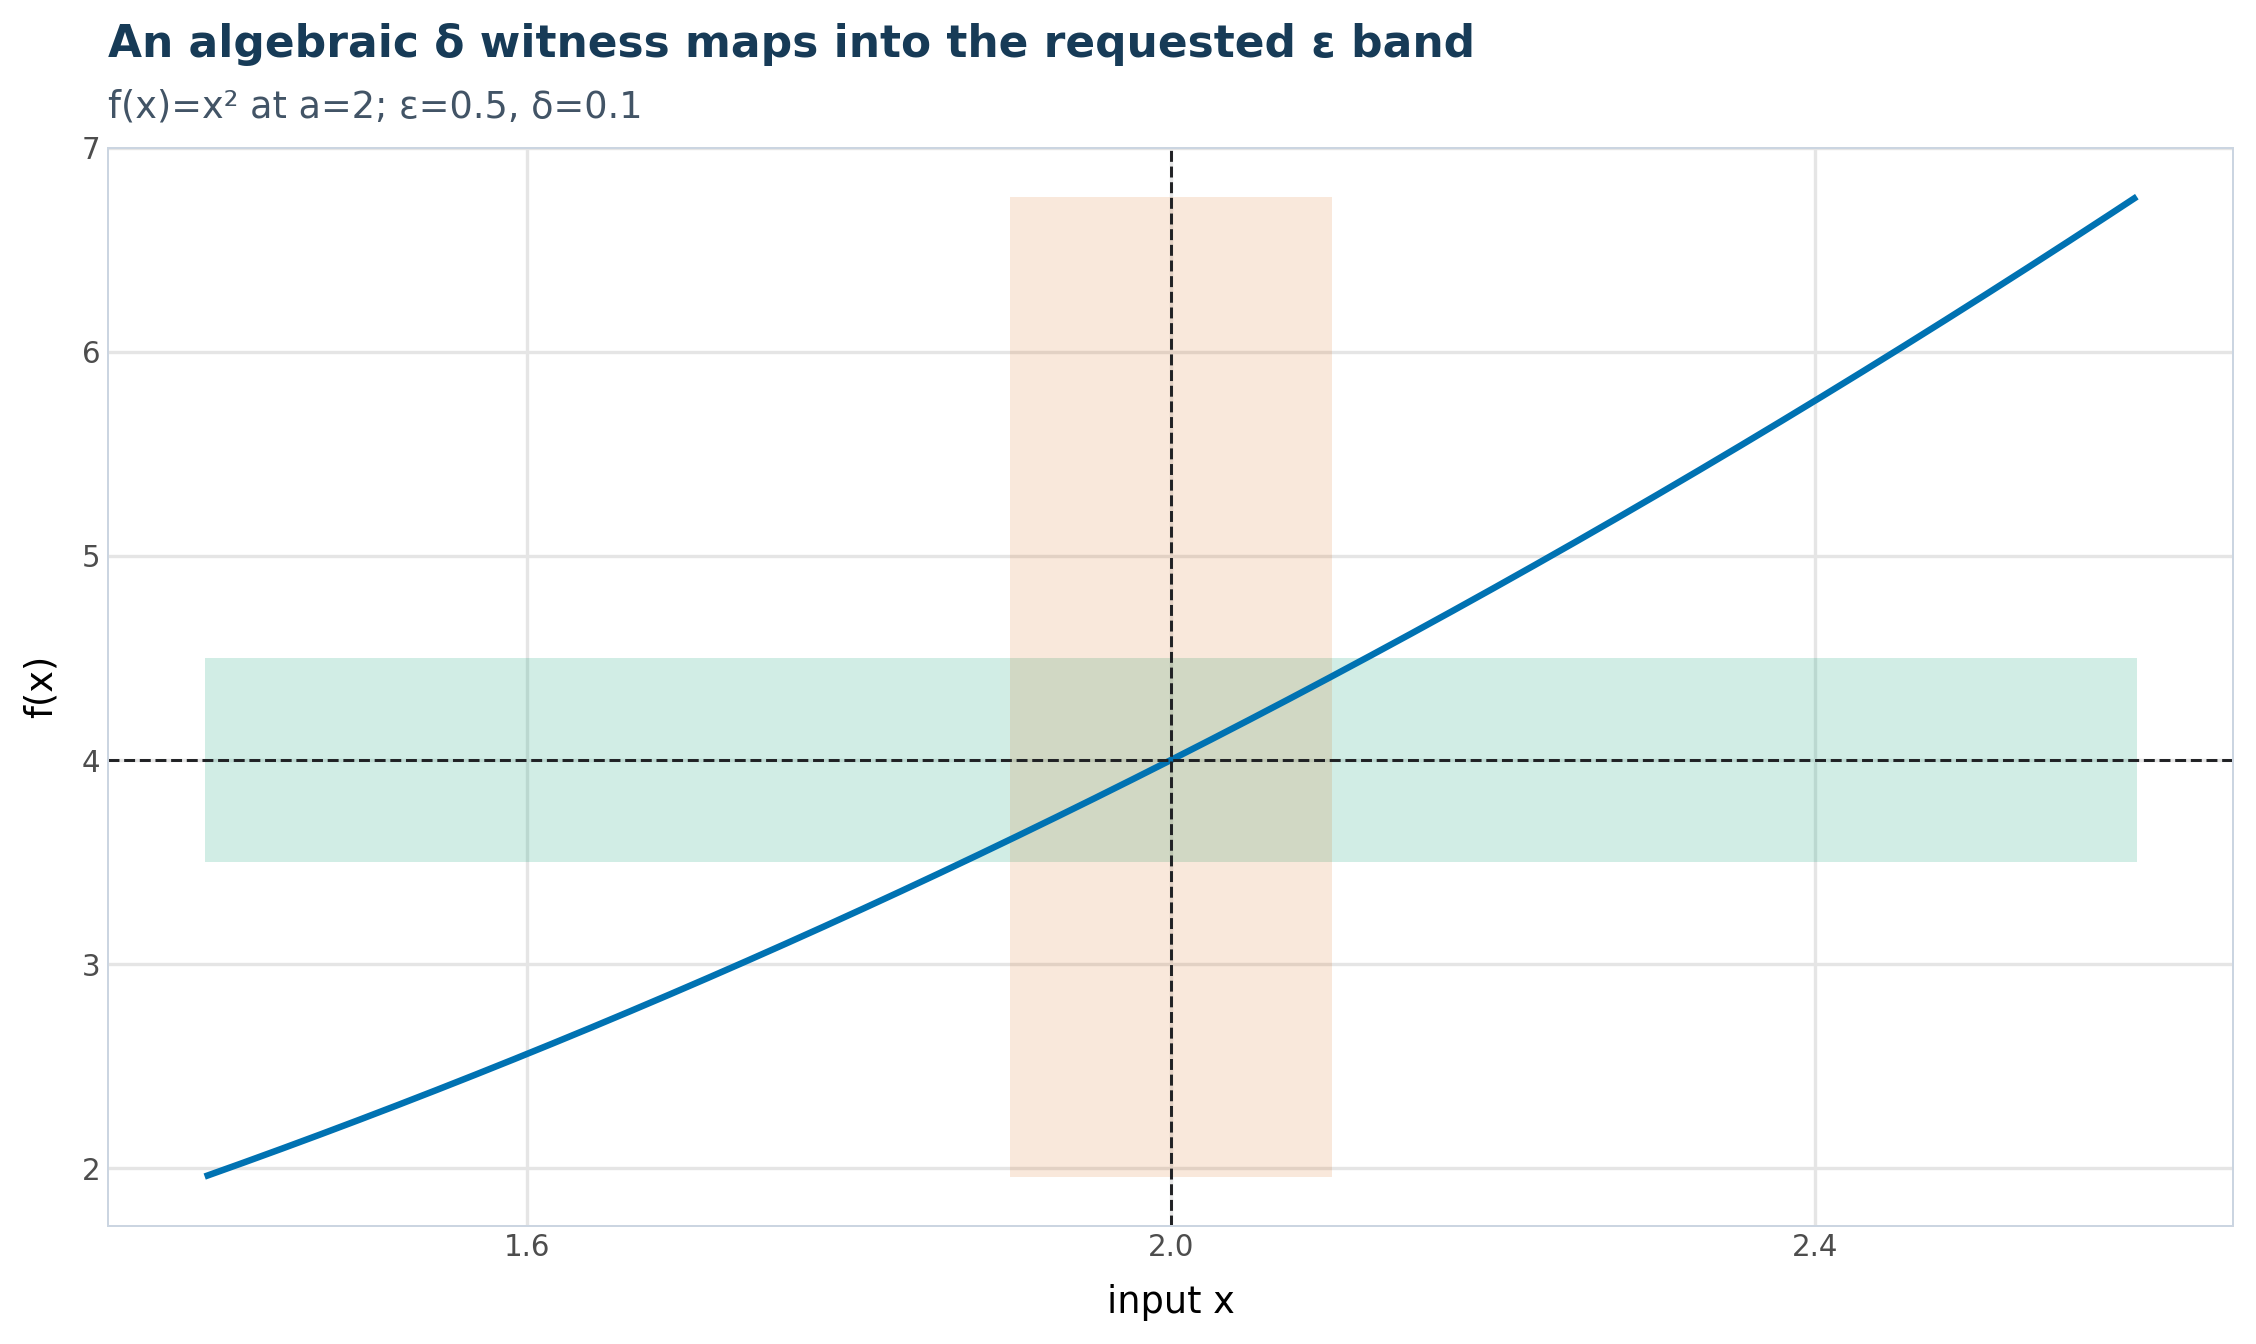 An algebraic δ witness maps into the requested ε band
f(x)=x² at a=2; ε=0.5, δ=0.1
7
6
5
4
3
2
f(x)
1.6
2.0
2.4
input x